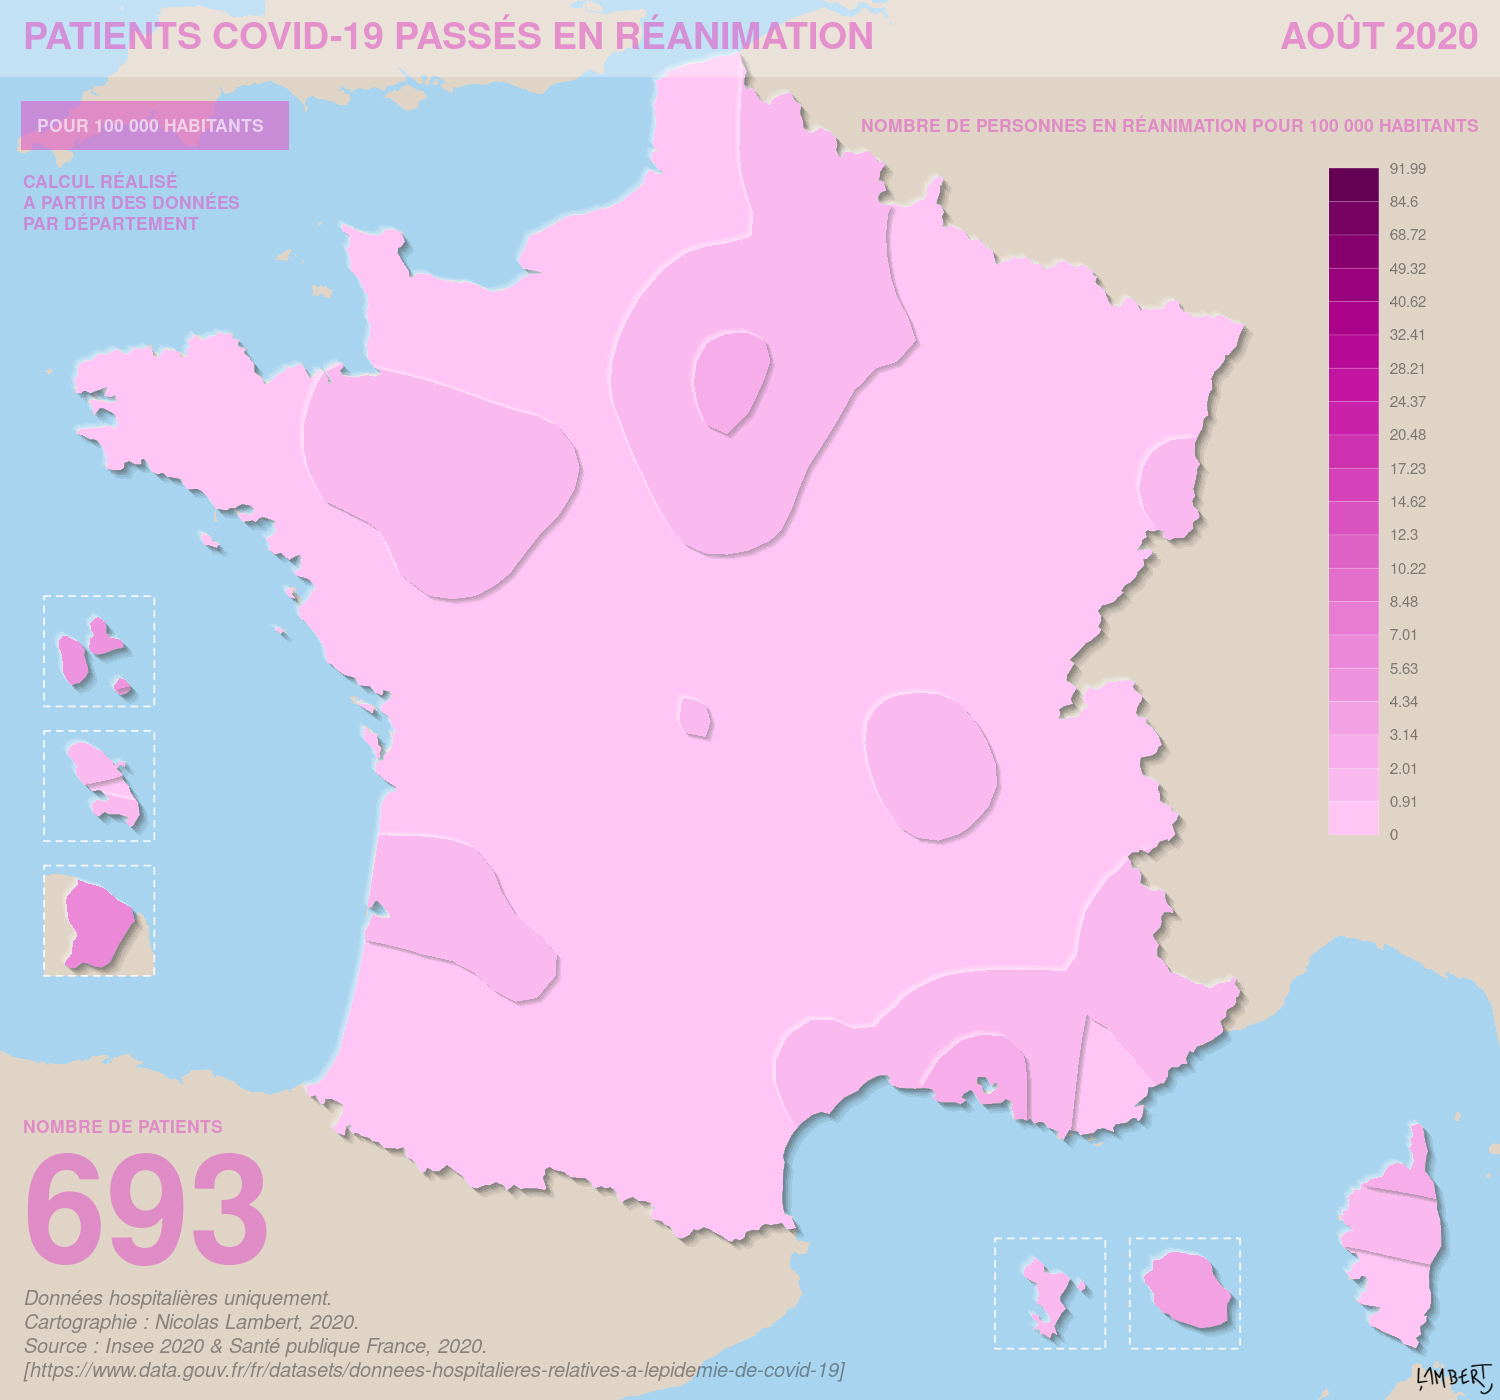 PATIENTS COVID-19 PASSÉS EN RÉANIMATION
AOÛT 2020
POUR 100 000 HABITANTS
CALCUL RÉALISÉ
A PARTIR DES DONNÉES
PAR DÉPARTEMENT
NOMBRE DE PERSONNES EN RÉANIMATION POUR 100 000 HABITANTS
91.99
84.6
68.72
49.32
40.62
32.41
28.21
24.37
20.48
17.23
14.62
12.3
10.22
8.48
7.01
5.63
4.34
3.14
2.01
0.91
0
NOMBRE DE PATIENTS
693
Données hospitalières uniquement.
Cartographie : Nicolas Lambert, 2020.
Source : Insee 2020 & Santé publique France, 2020.
[https://www.data.gouv.fr/fr/datasets/donnees-hospitalieres-relatives-a-lepidemie-de-covid-19]
LAMBERT